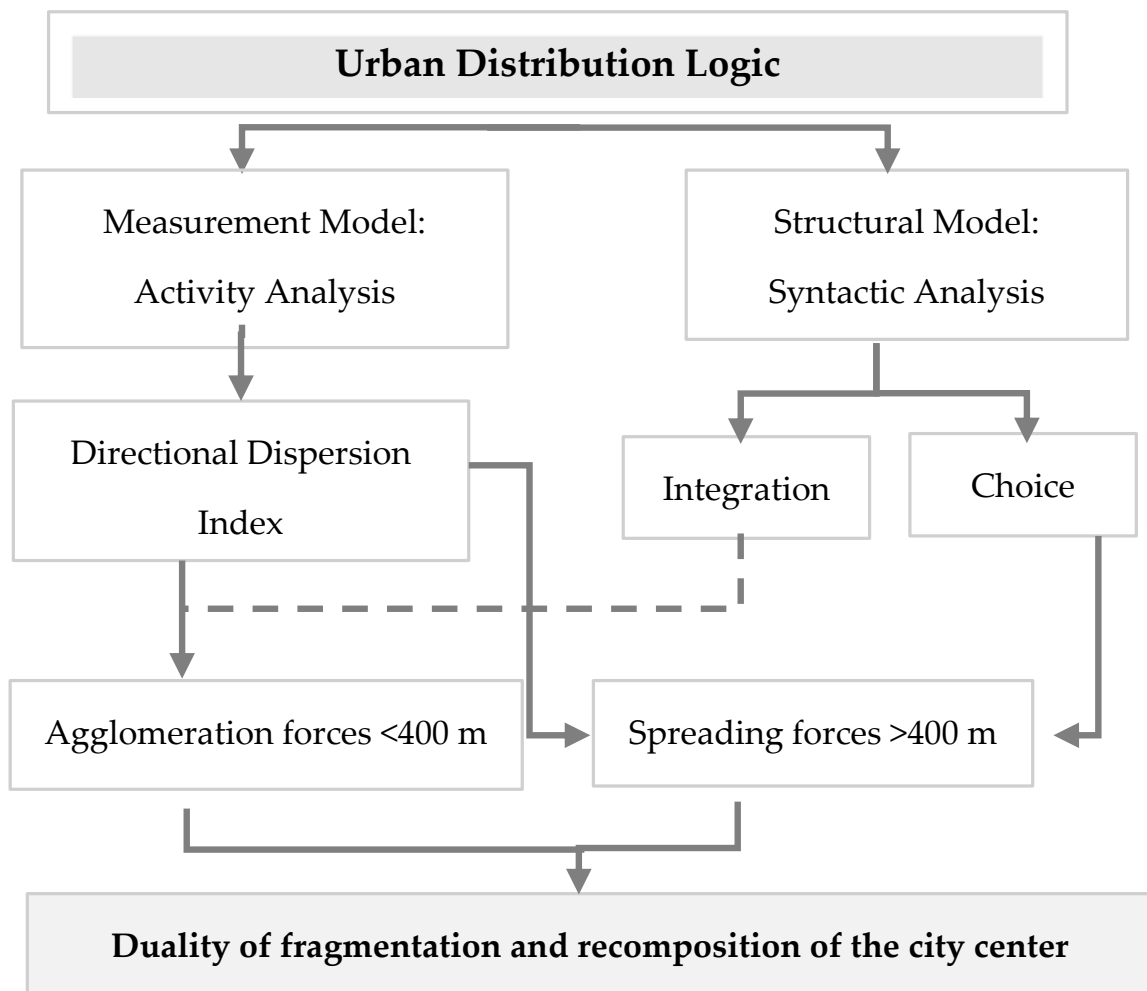 Urban Distribution Logic
Measurement Model:
Activity Analysis
Structural Model:
Syntactic Analysis
Directional Dispersion
Index
Integration
Choice
Agglomeration forces <400 m
Spreading forces >400 m
Duality of fragmentation and recomposition of the city center